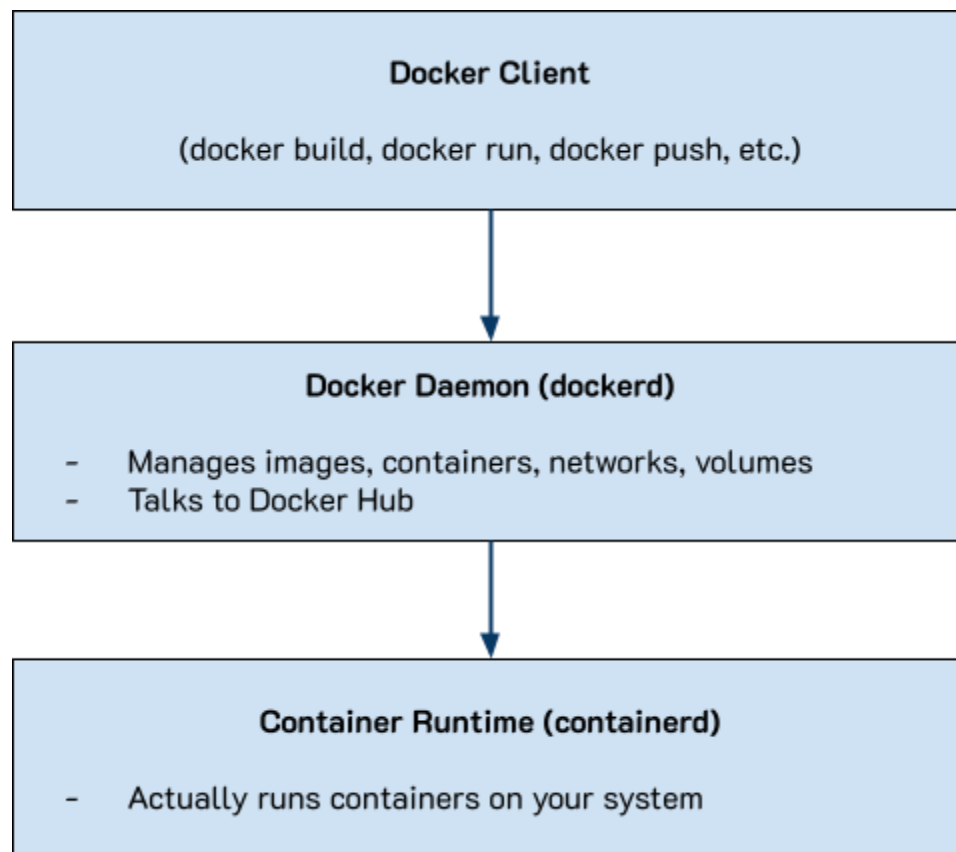 Docker Client
(docker build, docker run, docker push, etc.)
Docker Daemon (dockerd)
- Manages images, containers, networks, volumes
- Talks to Docker Hub
Container Runtime (containerd)
- Actually runs containers on your system